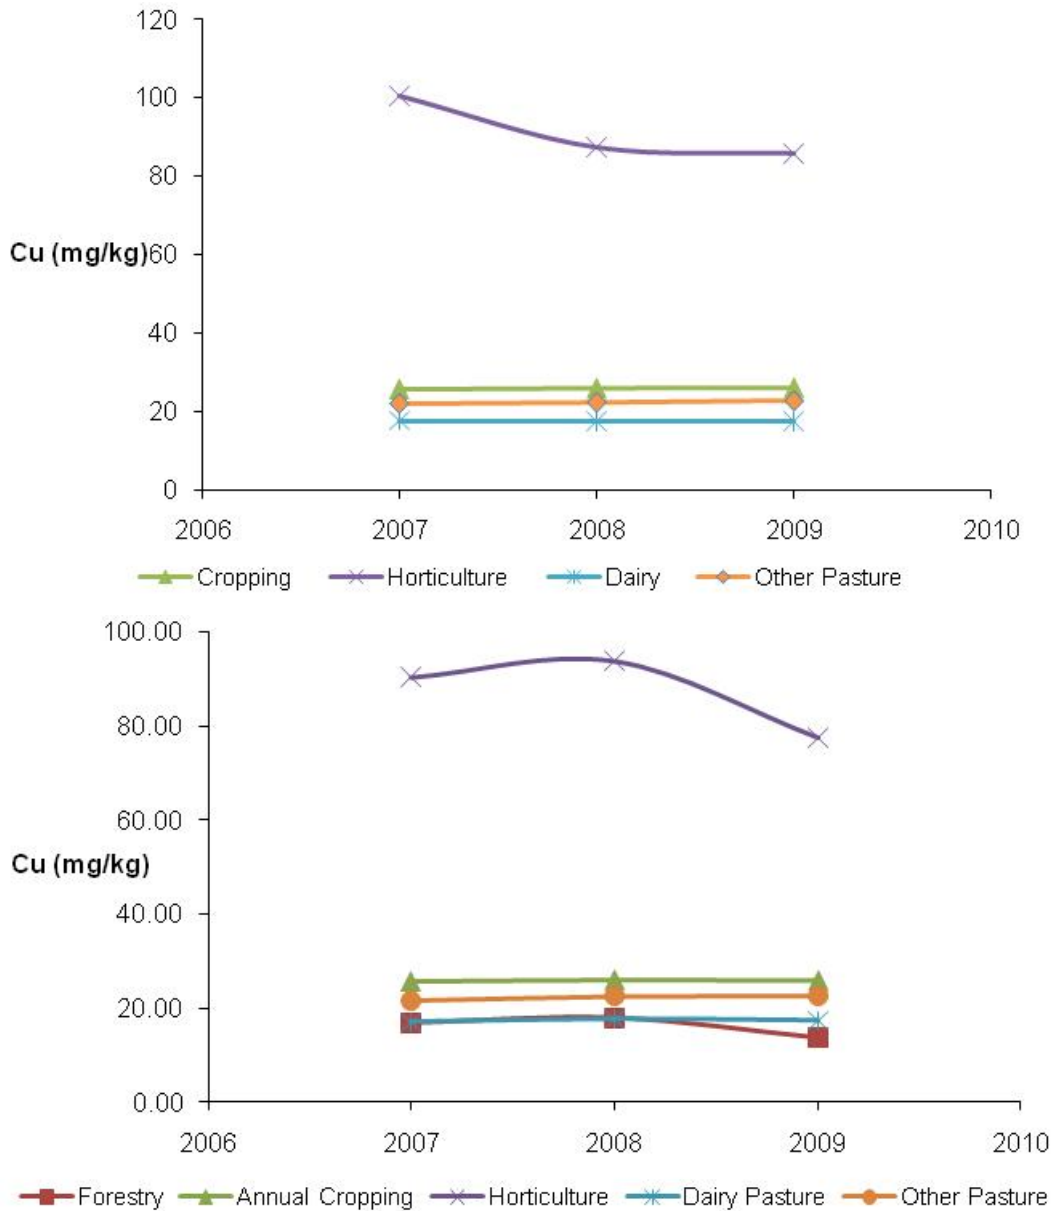 120
100
80
Cu (mg/kg) 60
40
20
0
2006 2007 2008 2009 2010
Cropping Horticulture Dairy Other Pasture
100.00
80.00
60.00
Cu (mg/kg)
40.00
20.00
0.00
2006 2007 2008 2009 2010
Forestry Annual Cropping Horticulture Dairy Pasture Other Pasture